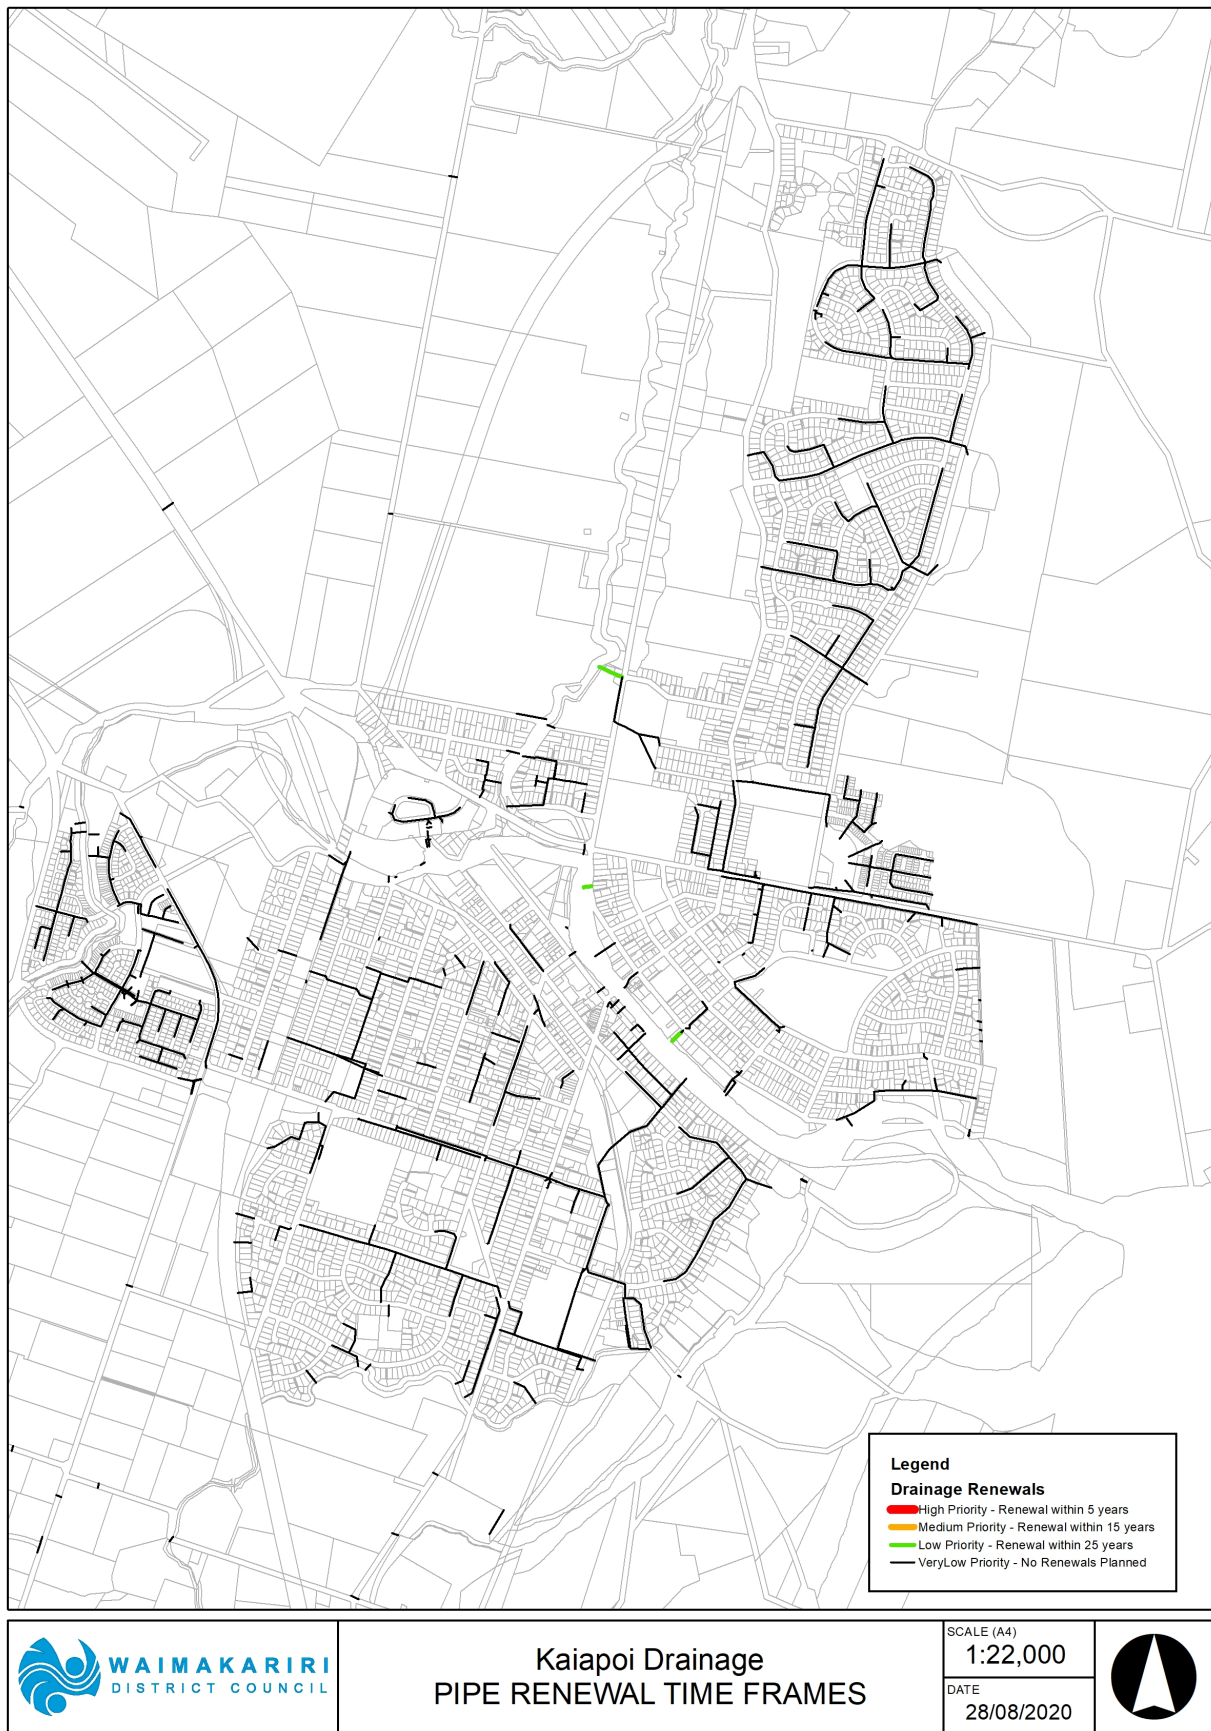 Legend
Drainage Renewals
High Priority - Renewal within 5 years
Medium Priority - Renewal within 15 years
Low Priority - Renewal within 25 years
VeryLow Priority - No Renewals Planned
WAIMAKARIRI
DISTRICT COUNCIL
Kaiapoi Drainage
PIPE RENEWAL TIME FRAMES
SCALE (A4)
1:22,000
DATE
28/08/2020